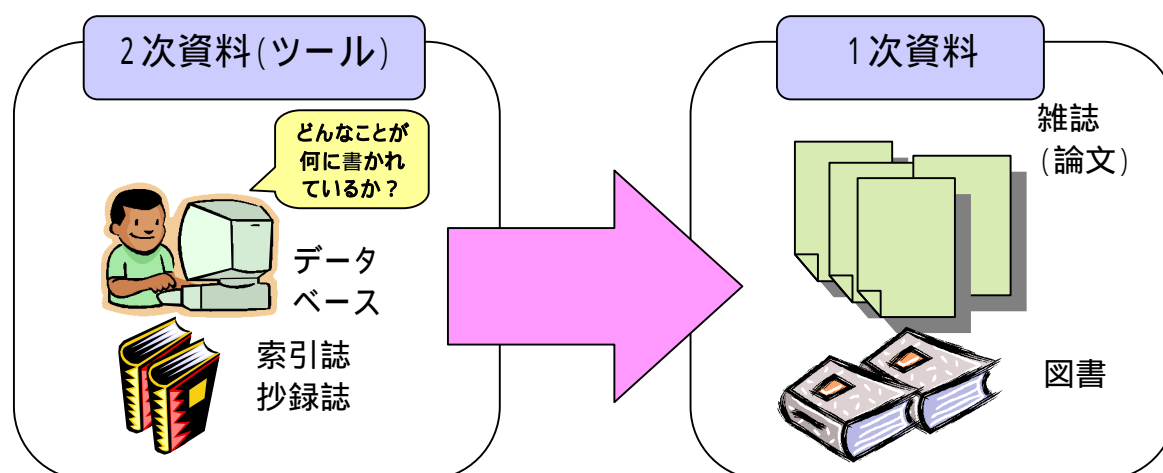 2次資料(ツール)
どんなことが
何に書かれ
ているか？
データ
ベース
索引誌
抄録誌
1次資料
雑誌
(論文)
図書